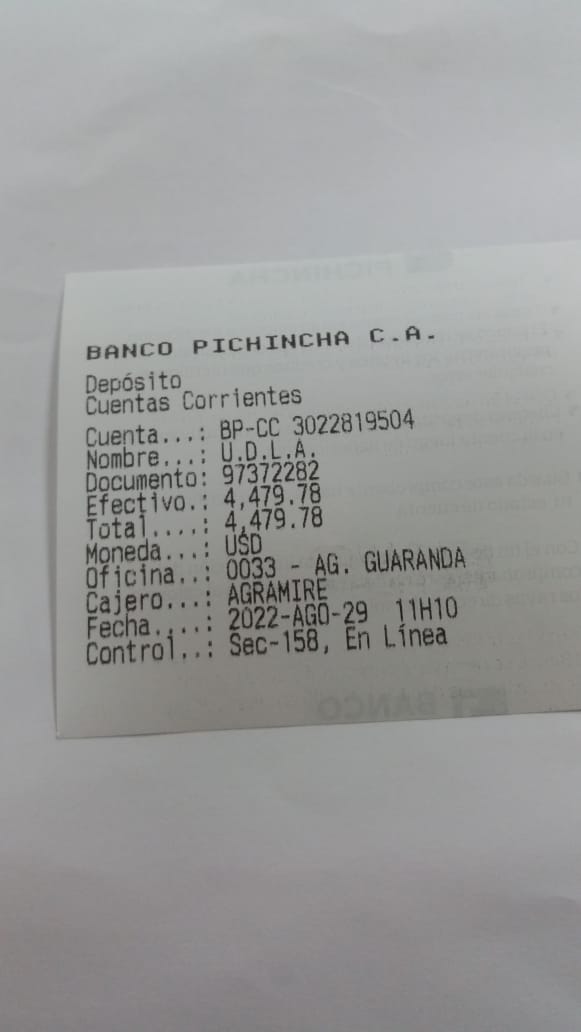 BANCO PICHINCHA C.A.
Depósito
Cuentas Corrientes
Cuenta...: BP-CC 3022819504
Nombre...: U.D.L.A.
Documento: 97372282
Efectivo.: 4,479.78
Total....: 4,479.78
Moneda...: USD
Oficina..: 0033 - AG. GUARANDA
Cajero...: AGRAMIRE
Fecha....: 2022-AGO-29 11H10
Control..: Sec-158, En Línea